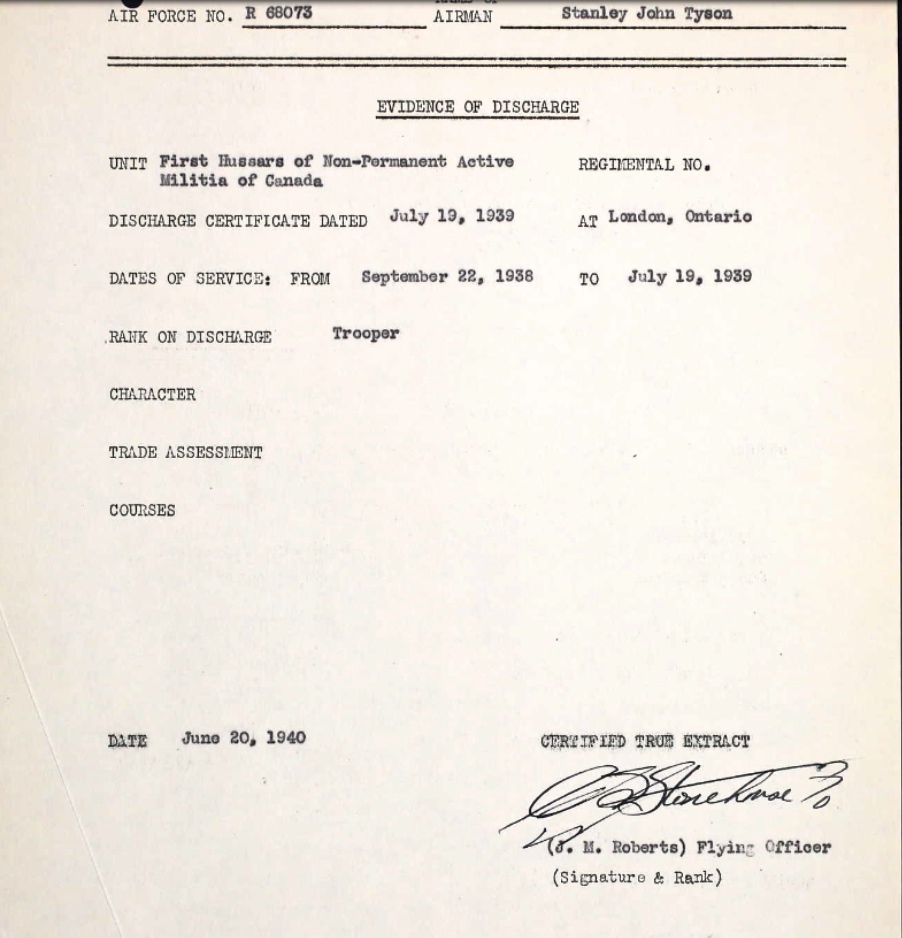 AIR FORCE NO. R 68073 AIRMAN Stanley John Tyson
EVIDENCE OF DISCHARGE
UNIT First Hussars of Non-Permanent Active REGIMENTAL NO.
Militia of Canada
DISCHARGE CERTIFICATE DATED July 19, 1939 AT London, Ontario
DATES OF SERVICE: FROM September 22, 1938 TO July 19, 1939
RANK ON DISCHARGE Trooper
CHARACTER
TRADE ASSESSMENT
COURSES
DATE June 20, 1940 CERTIFIED TRUE EXTRACT
Stonehouse F/O
(J. M. Roberts) Flying Officer
(Signature & Rank)